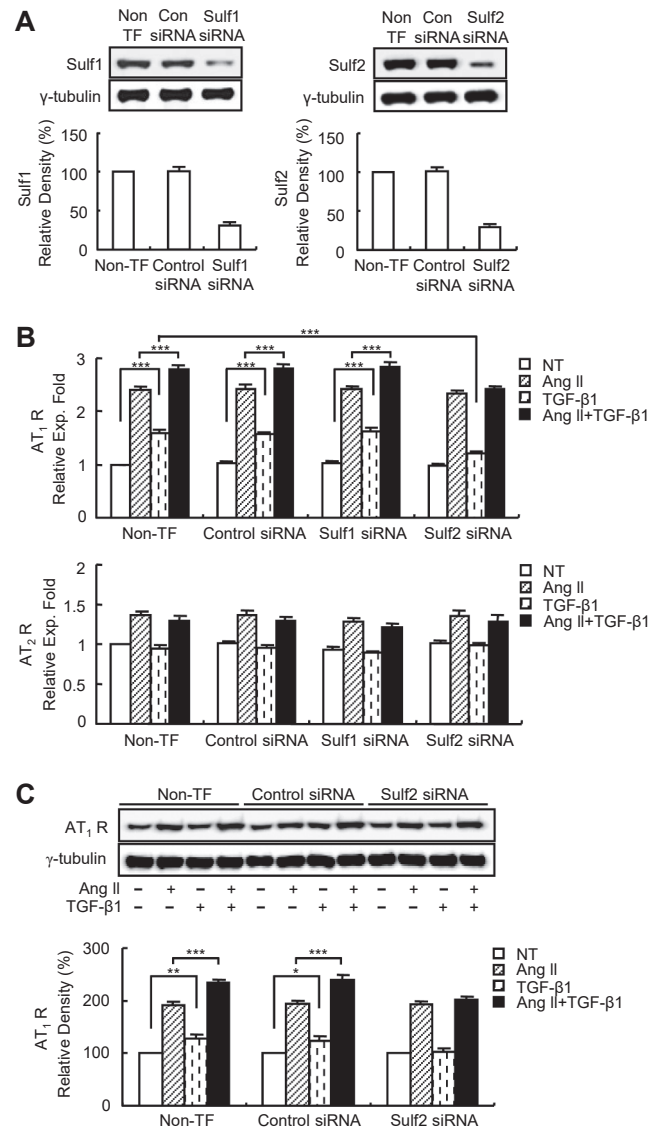 A
Non Con Sulf1
TF siRNA siRNA
Sulf1
γ-tubulin
Sulf1
Relative Density (%)
150
100
50
0
Non-TF Control Sulf1
siRNA siRNA
Non Con Sulf2
TF siRNA siRNA
Sulf2
γ-tubulin
Sulf2
Relative Density (%)
150
100
50
0
Non-TF Control Sulf2
siRNA siRNA
B
***
*** *** ***
*** *** ***
AT1 R
Relative Exp. Fold
3
2
1
0
Non-TF Control siRNA Sulf1 siRNA Sulf2 siRNA
NT
Ang II
TGF-β1
Ang II+TGF-β1
AT2 R
Relative Exp. Fold
2
1.5
1
0.5
0
Non-TF Control siRNA Sulf1 siRNA Sulf2 siRNA
NT
Ang II
TGF-β1
Ang II+TGF-β1
C
Non-TF Control siRNA Sulf2 siRNA
AT1 R
γ-tubulin
Ang II − + − + − + − + − + − +
TGF-β1 − − + + − − + + − − + +
*** ***
** *
AT1 R
Relative Density (%)
300
200
100
0
Non-TF Control siRNA Sulf2 siRNA
NT
Ang II
TGF-β1
Ang II+TGF-β1